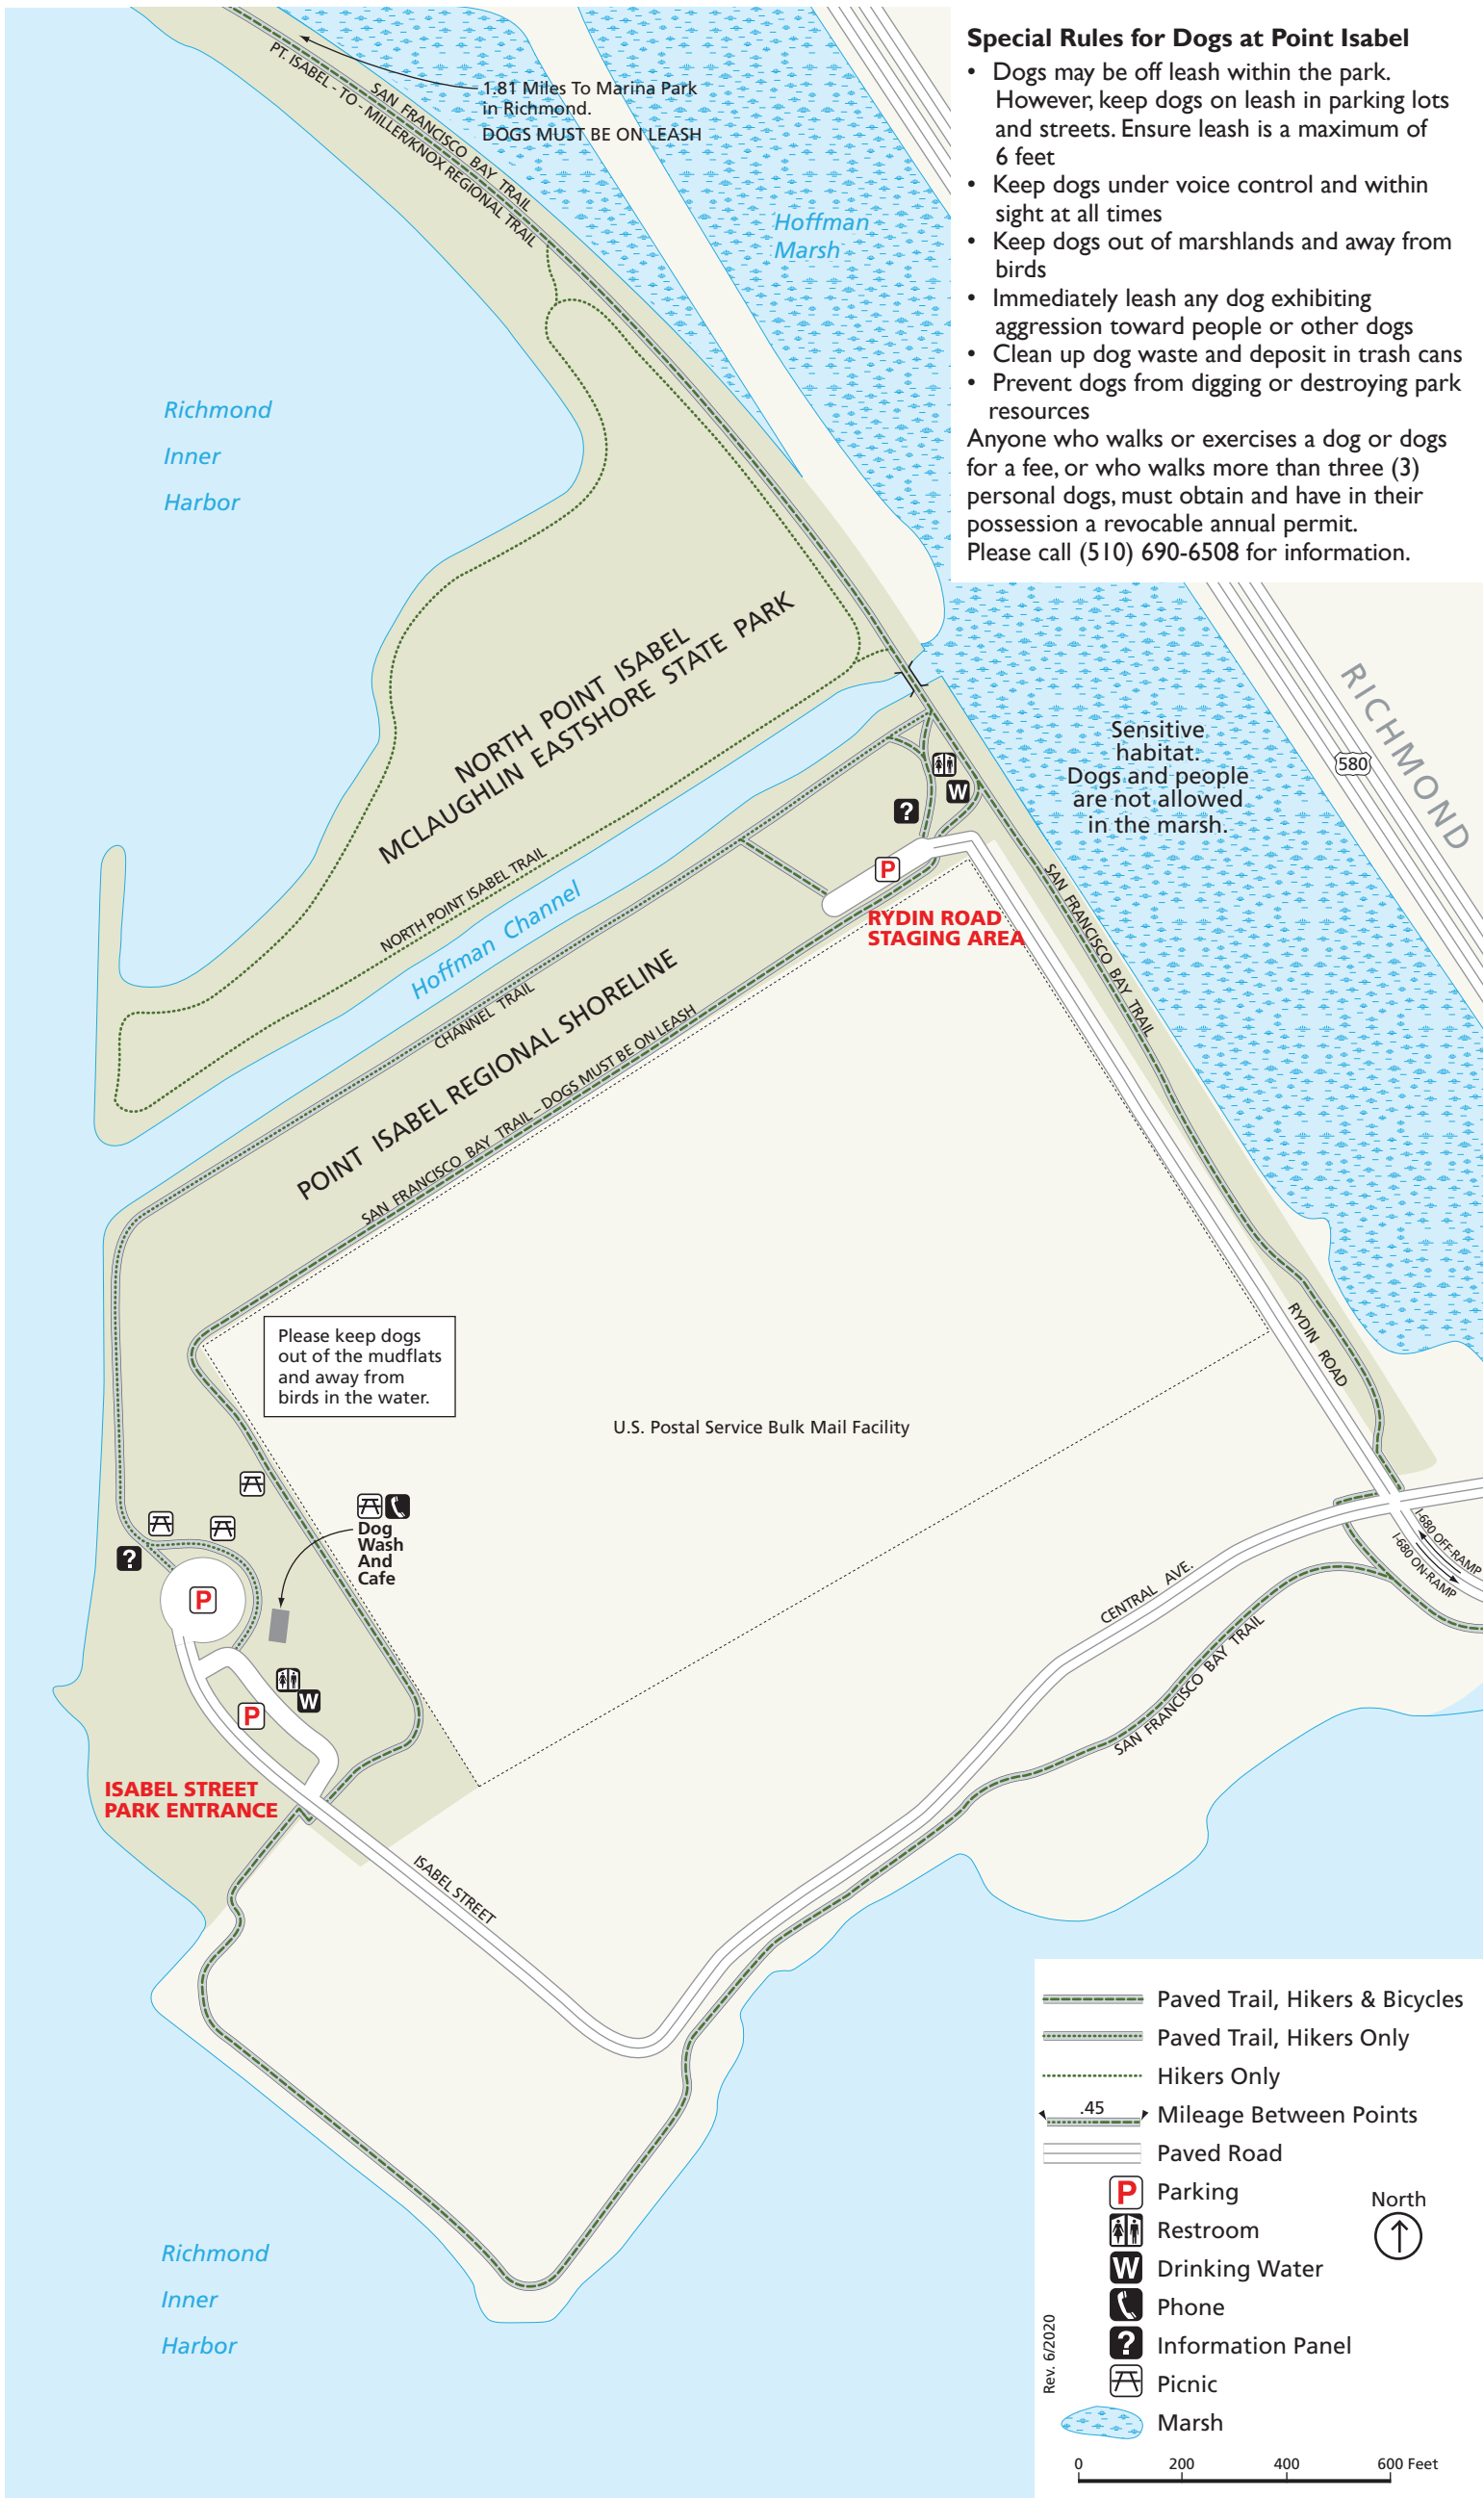 Special Rules for Dogs at Point Isabel
• Dogs may be off leash within the park.
However, keep dogs on leash in parking lots
and streets. Ensure leash is a maximum of
6 feet
• Keep dogs under voice control and within
sight at all times
• Keep dogs out of marshlands and away from
birds
• Immediately leash any dog exhibiting
aggression toward people or other dogs
• Clean up dog waste and deposit in trash cans
• Prevent dogs from digging or destroying park
resources
Anyone who walks or exercises a dog or dogs
for a fee, or who walks more than three (3)
personal dogs, must obtain and have in their
possession a revocable annual permit.
Please call (510) 690-6508 for information.
1.81 Miles To Marina Park
in Richmond.
DOGS MUST BE ON LEASH
SAN FRANCISCO BAY TRAIL
PT. ISABEL - TO - MILLER/KNOX REGIONAL TRAIL
Hoffman
Marsh
Richmond
Inner
Harbor
NORTH POINT ISABEL
MCLAUGHLIN EASTSHORE STATE PARK
RICHMOND
580
Sensitive
habitat.
Dogs and people
are not allowed
in the marsh.
W
?
P
RYDIN ROAD
STAGING AREA
NORTH POINT ISABEL TRAIL
Hoffman Channel
CHANNEL TRAIL
POINT ISABEL REGIONAL SHORELINE
SAN FRANCISCO BAY TRAIL – DOGS MUST BE ON LEASH
SAN FRANCISCO BAY TRAIL
RYDIN ROAD
Please keep dogs
out of the mudflats
and away from
birds in the water.
U.S. Postal Service Bulk Mail Facility
Dog
Wash
And
Cafe
?
P
W
P
ISABEL STREET
PARK ENTRANCE
ISABEL STREET
CENTRAL AVE.
I-680 OFF-RAMP
I-680 ON-RAMP
SAN FRANCISCO BAY TRAIL
Richmond
Inner
Harbor
Paved Trail, Hikers & Bicycles
Paved Trail, Hikers Only
Hikers Only
.45 Mileage Between Points
Paved Road
P Parking
Restroom
W Drinking Water
Phone
? Information Panel
Picnic
Marsh
North
Rev. 6/2020
0 200 400 600 Feet